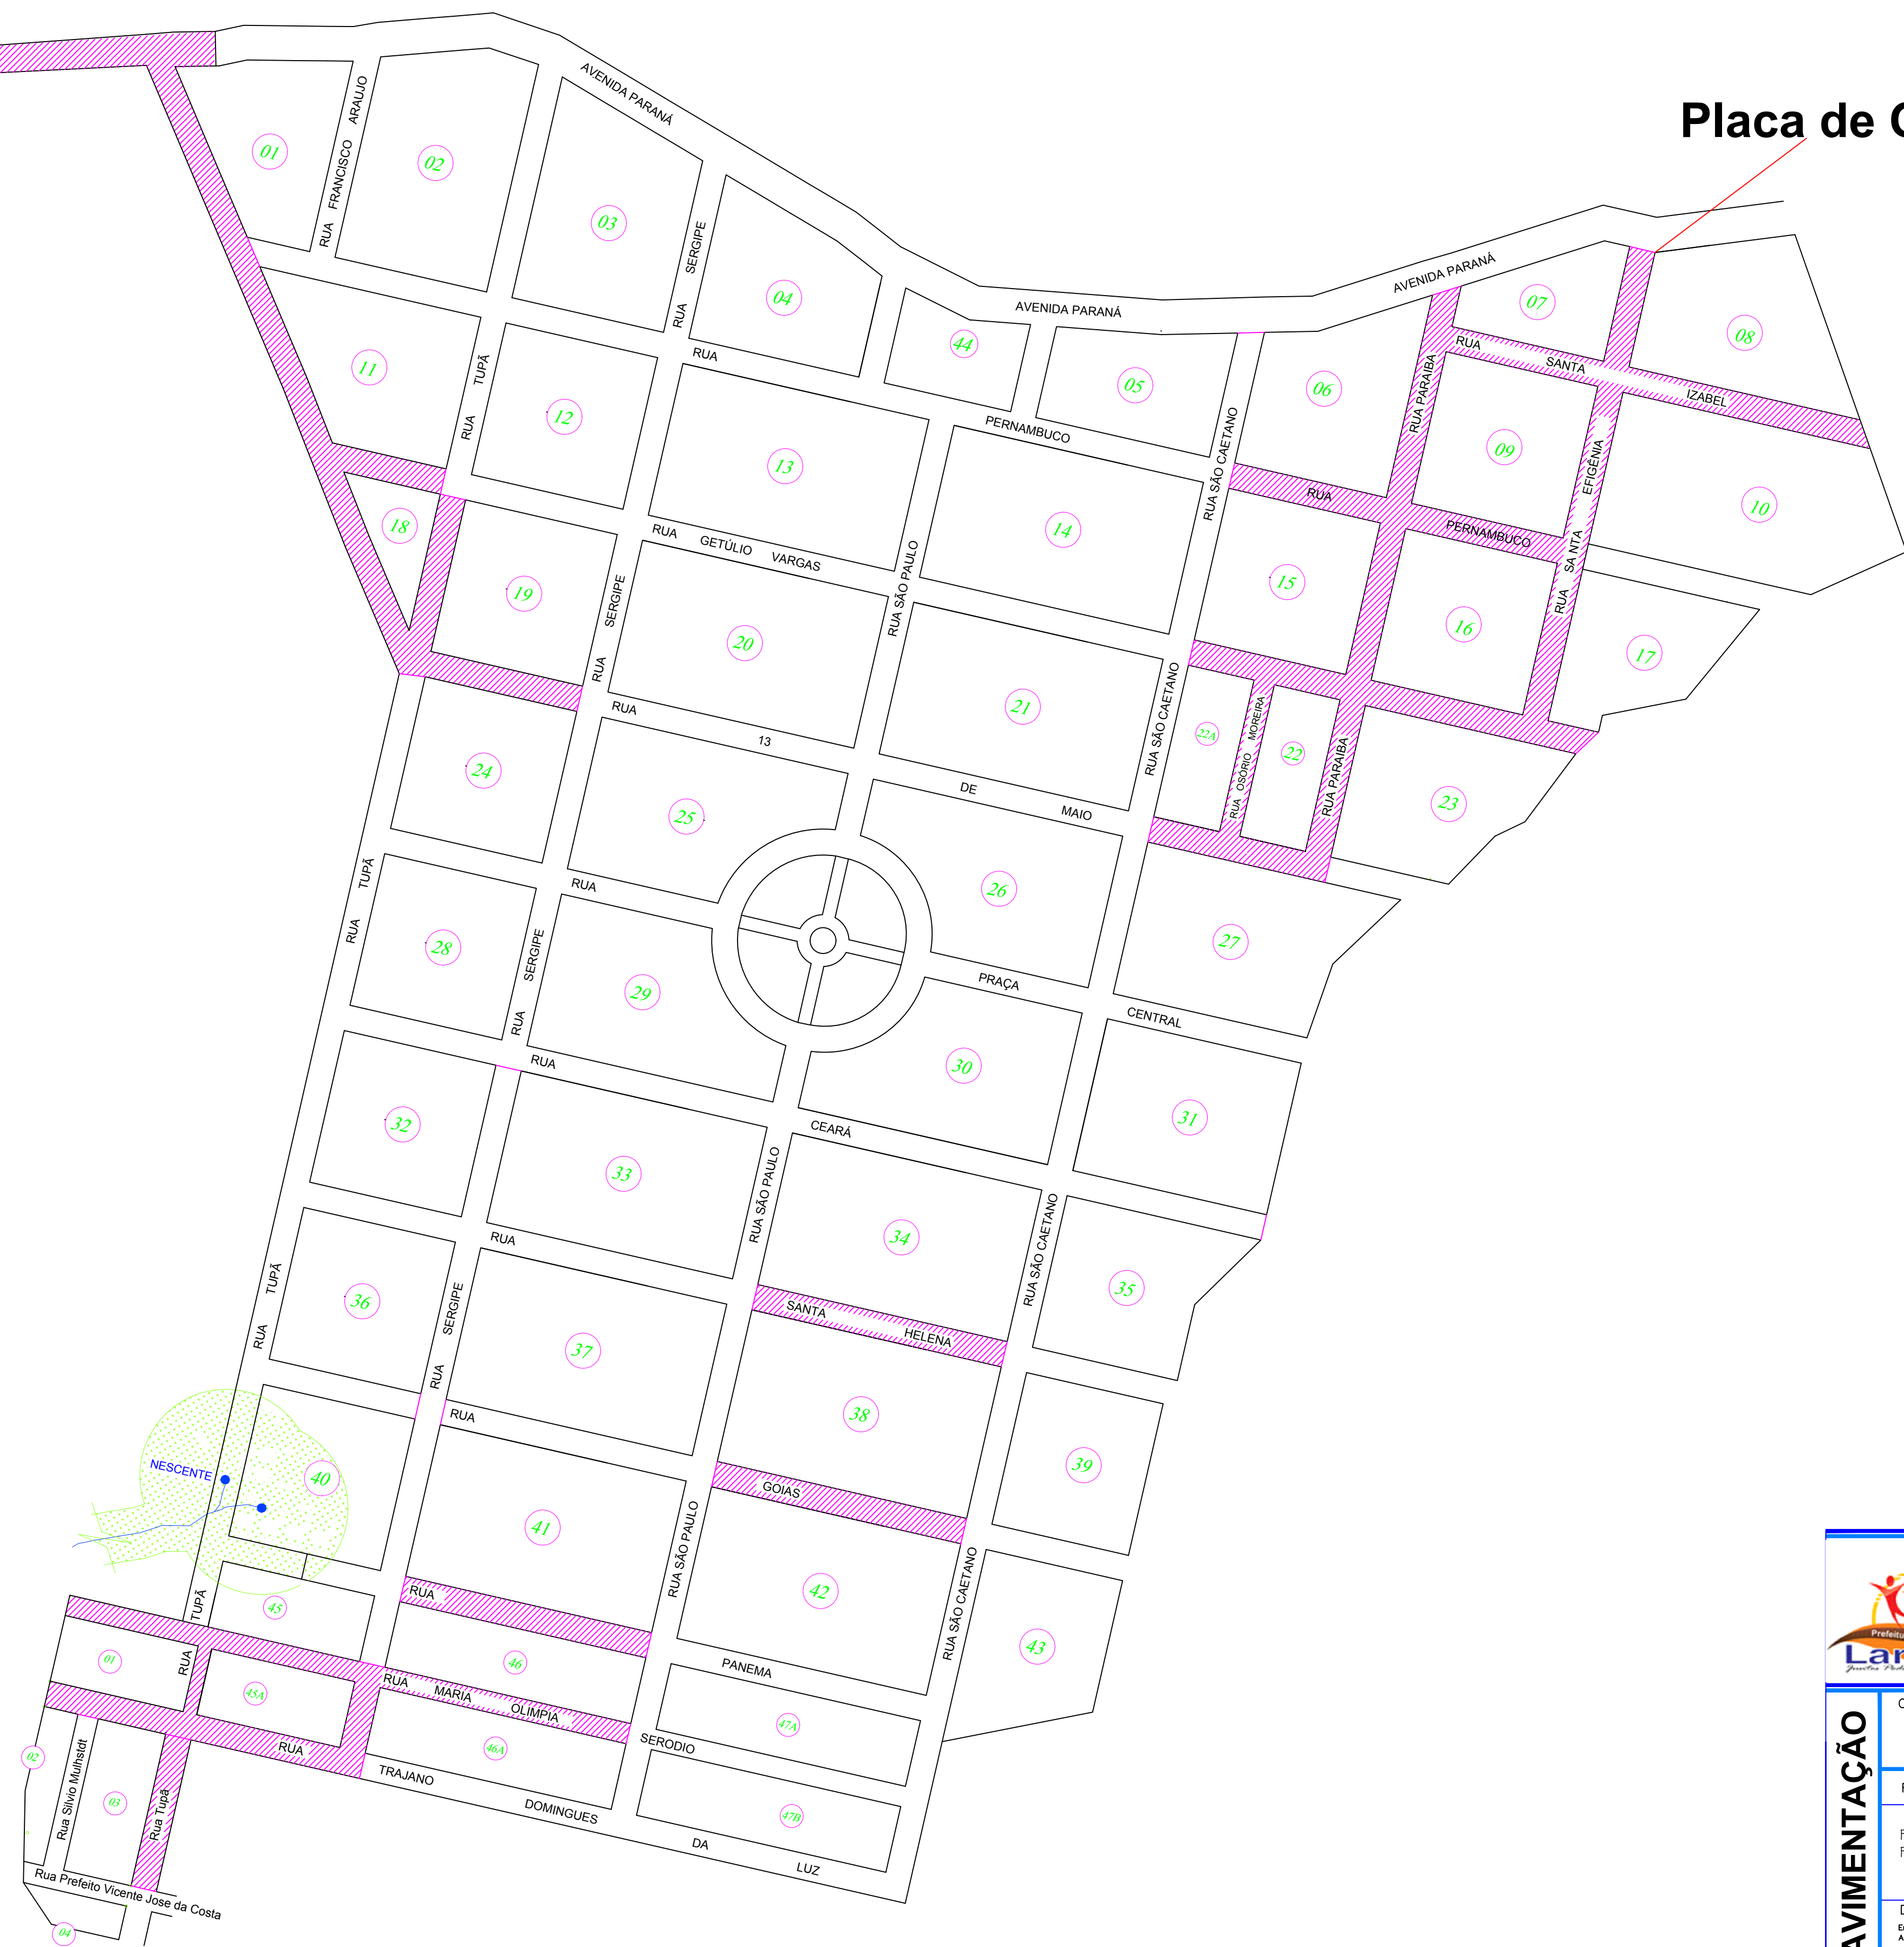 Placa de
AVENIDA PARANÁ
AVENIDA PARANÁ
AVENIDA PARANÁ
RUA FRANCISCO ARAUJO
01
02
03
04
44
05
06
07
08
RUA SERGIPE
RUA PERNAMBUCO
RUA TUPÃ
RUA SÃO CAETANO
RUA PARAIBA
RUA SANTA IZABEL
RUA SANTA EFIGÊNIA
11
12
13
14
09
10
RUA PERNAMBUCO
18
19
20
21
15
16
17
RUA GETÚLIO VARGAS
RUA SERGIPE
RUA SÃO PAULO
RUA SÃO CAETANO
22A
RUA OSÓRIO MOREIRA
22
RUA PARAIBA
23
RUA 13 DE MAIO
24
25
26
27
RUA TUPÃ
RUA SERGIPE
RUA PRAÇA CENTRAL
28
29
30
31
RUA CEARÁ
32
33
34
35
RUA SÃO PAULO
RUA SÃO CAETANO
RUA SANTA HELENA
RUA TUPÃ
RUA SERGIPE
36
37
38
39
RUA GOIAS
NESCENTE
40
41
42
43
RUA SÃO PAULO
RUA SÃO CAETANO
RUA PANEMA
RUA TUPÃ
45
46
01
45A
46A
47A
47B
RUA MARIA OLIMPIA SERODIO
RUA TRAJANO DOMINGUES DA LUZ
02
03
04
Rua Silvio Mulhstdt
Rua Tupã
Rua Prefeito Vicente Jose da Costa